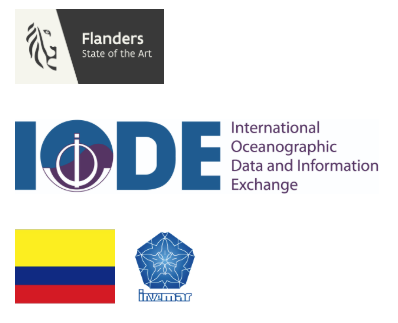 Flanders
State of the Art
IODE
International
Oceanographic
Data and Information
Exchange
invemar